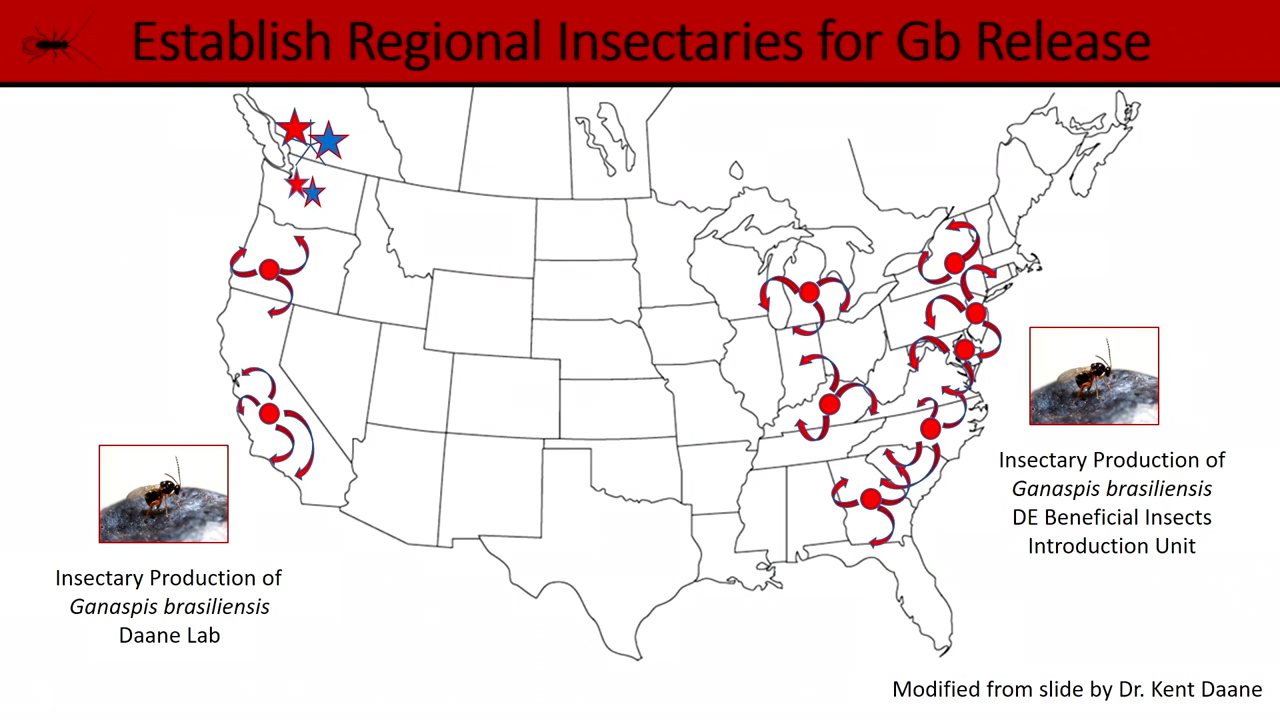 Establish Regional Insectaries for Gb Release
Insectary Production of
Ganaspis brasiliensis
Daane Lab
Insectary Production of
Ganaspis brasiliensis
DE Beneficial Insects
Introduction Unit
Modified from slide by Dr. Kent Daane